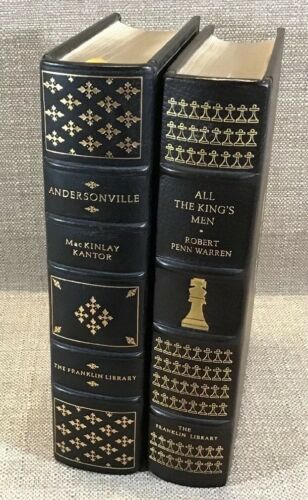 ANDERSONVILLE
MacKINLAY
KANTOR
THE FRANKLIN LIBRARY
ALL
THE KING'S
MEN
ROBERT
PENN WARREN
THE
FRANKLIN LIBRARY